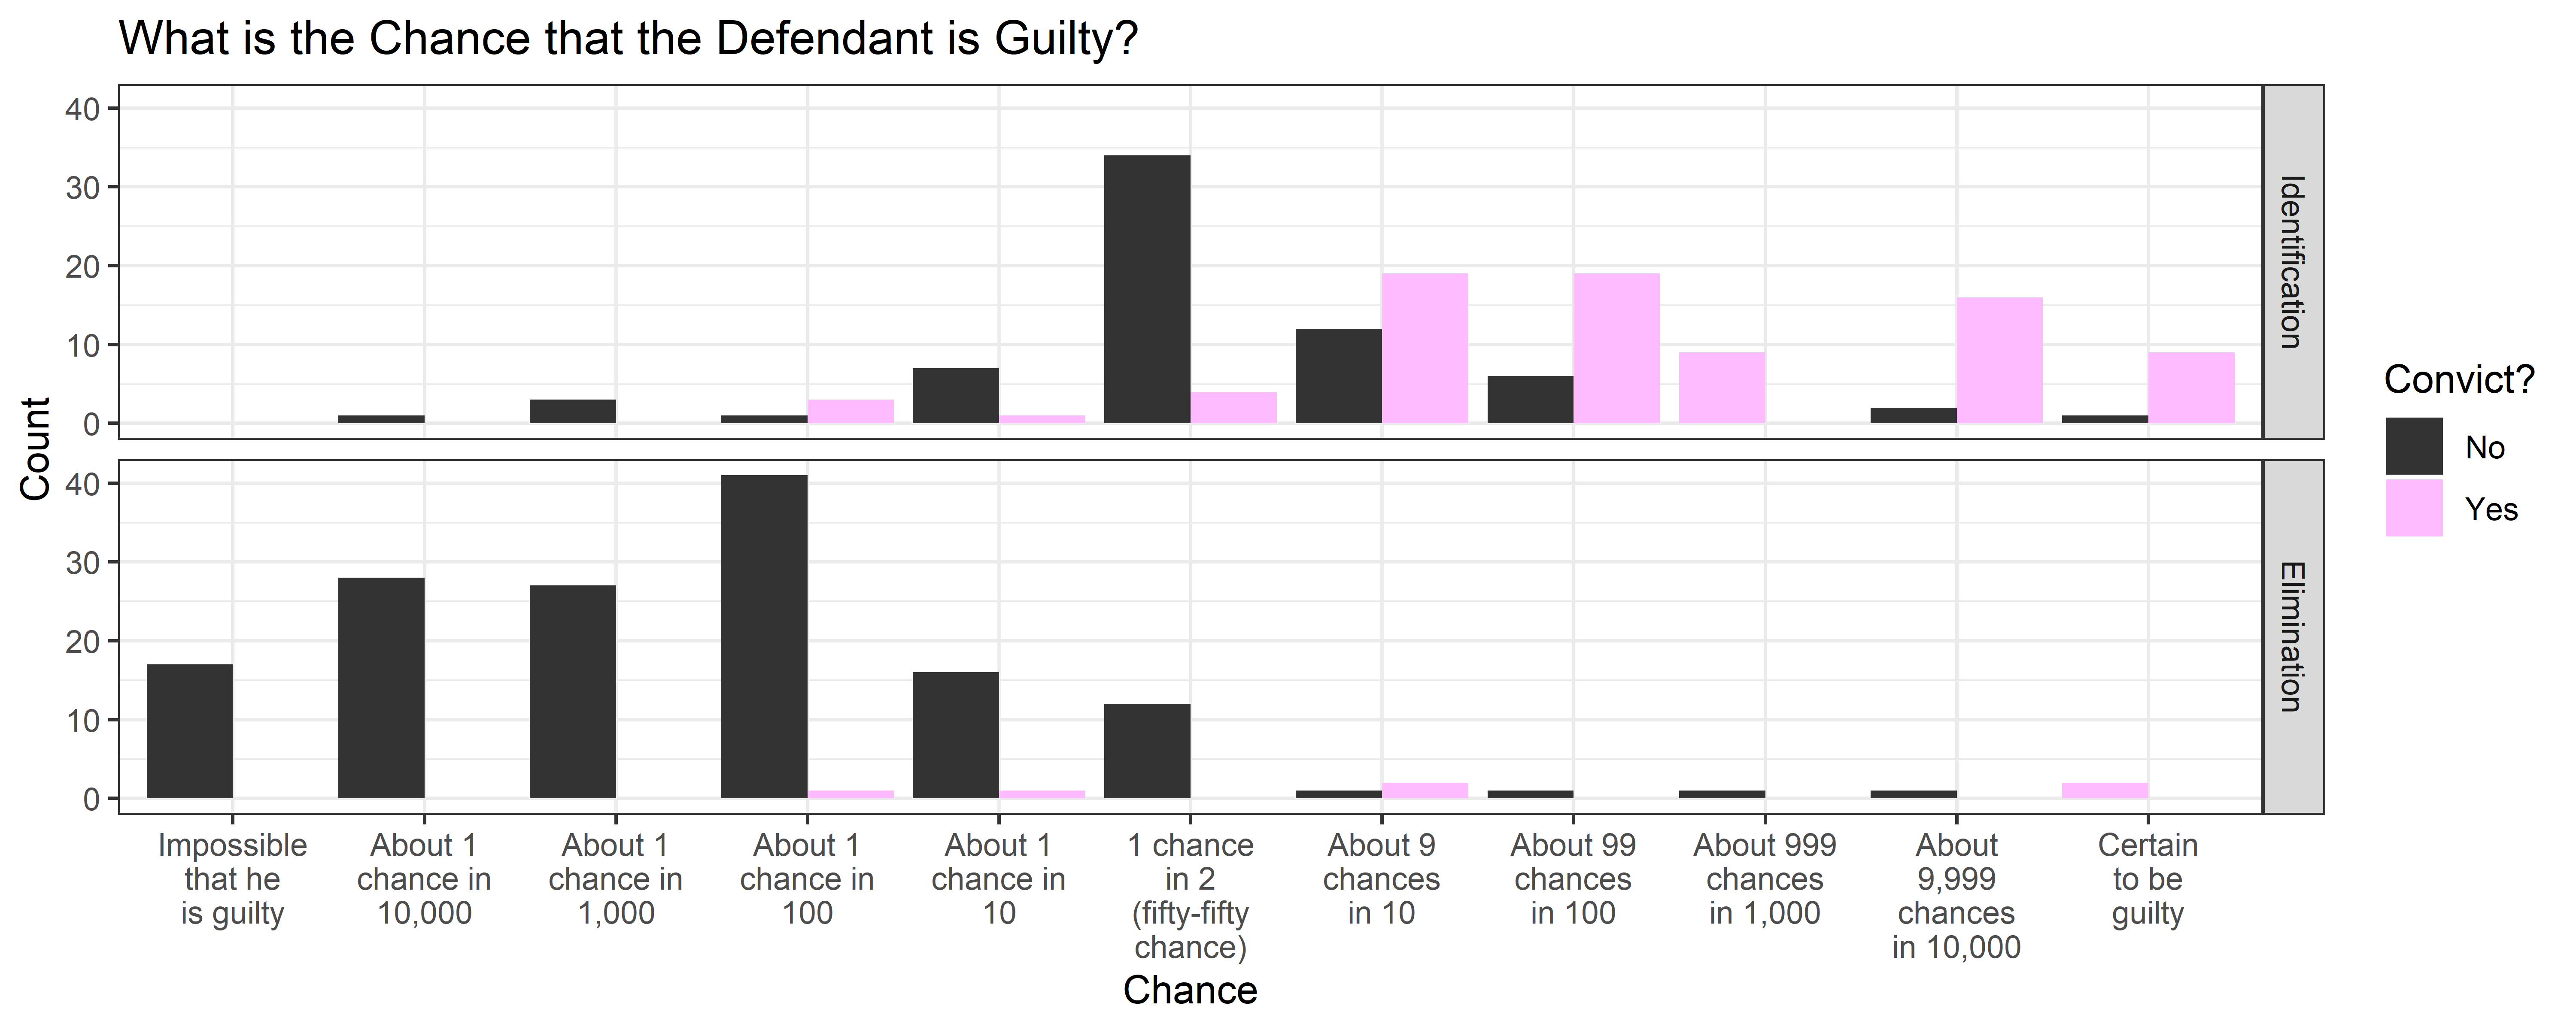 What is the Chance that the Defendant is Guilty?
40
30
20
10
0
Identification
40
30
20
10
0
Elimination
Count
Impossible
that he
is guilty
About 1
chance in
10,000
About 1
chance in
1,000
About 1
chance in
100
About 1
chance in
10
1 chance
in 2
(fifty-fifty
chance)
About 9
chances
in 10
About 99
chances
in 100
About 999
chances
in 1,000
About
9,999
chances
in 10,000
Certain
to be
guilty
Chance
Convict?
No
Yes